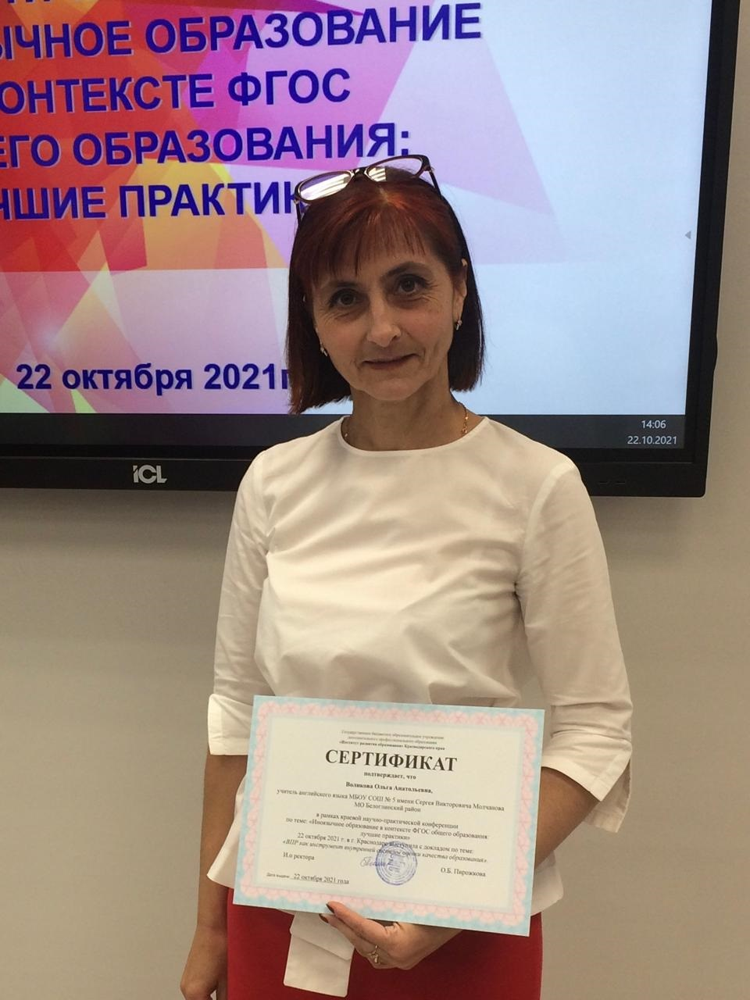 ЫЧНОЕ ОБРАЗОВАНИЕ
ОНТЕКСТЕ ФГОС
ЕГО ОБРАЗОВАНИЯ:
ЧШИЕ ПРАКТИК
22 октября 2021г
14:06
22.10.2021
ICL
Государственное бюджетное образовательное учреждение
дополнительного профессионального образования
«Институт развития образования» Краснодарского края
СЕРТИФИКАТ
подтверждает, что
Воликова Ольга Анатольевна,
учитель английского языка МБОУ СОШ № 5 имени Сергея Викторовича Молчанова
МО Белоглинский район
в рамках краевой научно-практической конференции
по теме: «Иноязычное образование в контексте ФГОС общего образования:
лучшие практики»
22 октября 2021 г. в г. Краснодаре выступила с докладом по теме:
«ВПР как инструмент внутренней системы оценки качества образования».
И.о ректора
О.Б. Пирожкова
Дата выдачи: 22 октября 2021 года